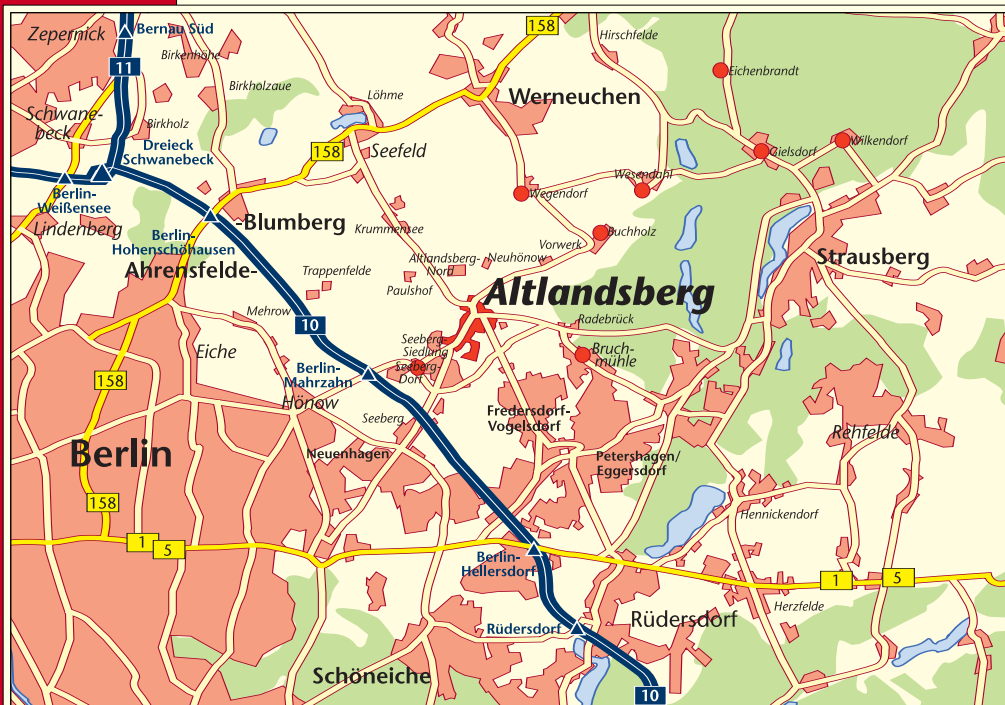 Zepernick
Bernau Süd
158
Hirschfelde
Birkenhöhe
11
Eichenbrandt
Birkholzaue
Löhme
Werneuchen
Schwane-
beck
Birkholz
Dreieck
Schwanebeck
158
Seefeld
Gielsdorf
Wilkendorf
Wesendahl
Berlin-
Weißensee
Wegendorf
Lindenberg
-Blumberg
Krummensee
Buchholz
Berlin-
Hohenschöhausen
Vorwerk
Ahrensfelde-
Trappenfelde
Altlandsberg-
Nord
Neuhönow
Strausberg
Paulshof
Altlandsberg
Mehrow
10
Radebrück
Eiche
Seeberg-
Siedlung
Seeberg-
Dorf
Bruch-
mühle
Berlin-
Mahrzahn
158
Hönow
Seeberg
Fredersdorf-
Vogelsdorf
Rehfelde
Berlin
Neuenhagen
Petershagen/
Eggersdorf
158
Hennickendorf
1
5
Berlin-
Hellersdorf
1
5
Herzfelde
Rüdersdorf
Rüdersdorf
Schöneiche
10